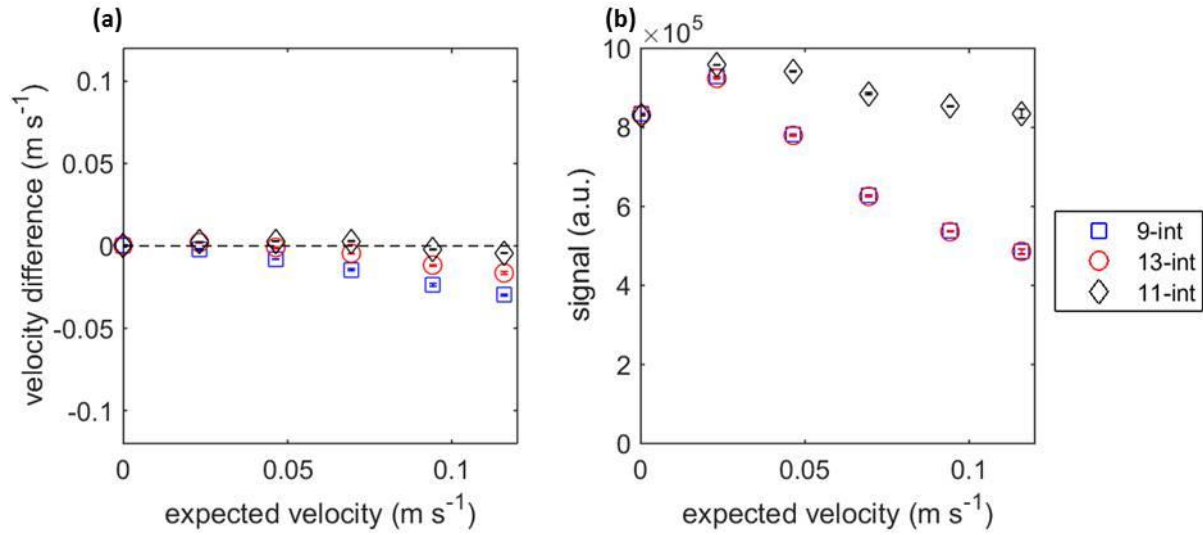 (a)
velocity difference (m s⁻¹)
0.1
0.05
0
-0.05
-0.1
0
0.05
0.1
expected velocity (m s⁻¹)
(b)
×10⁵
signal (a.u.)
10
8
6
4
2
0
0
0.05
0.1
expected velocity (m s⁻¹)
9-int
13-int
11-int